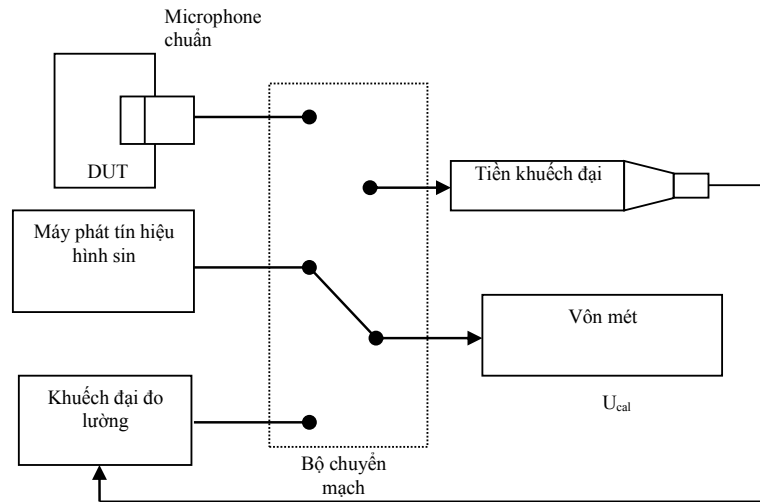 Microphone
chuẩn
DUT
Tiền khuếch đại
Máy phát tín hiệu
hình sin
Vôn mét
Khuếch đại đo
lường
U_cal
Bộ chuyển
mạch